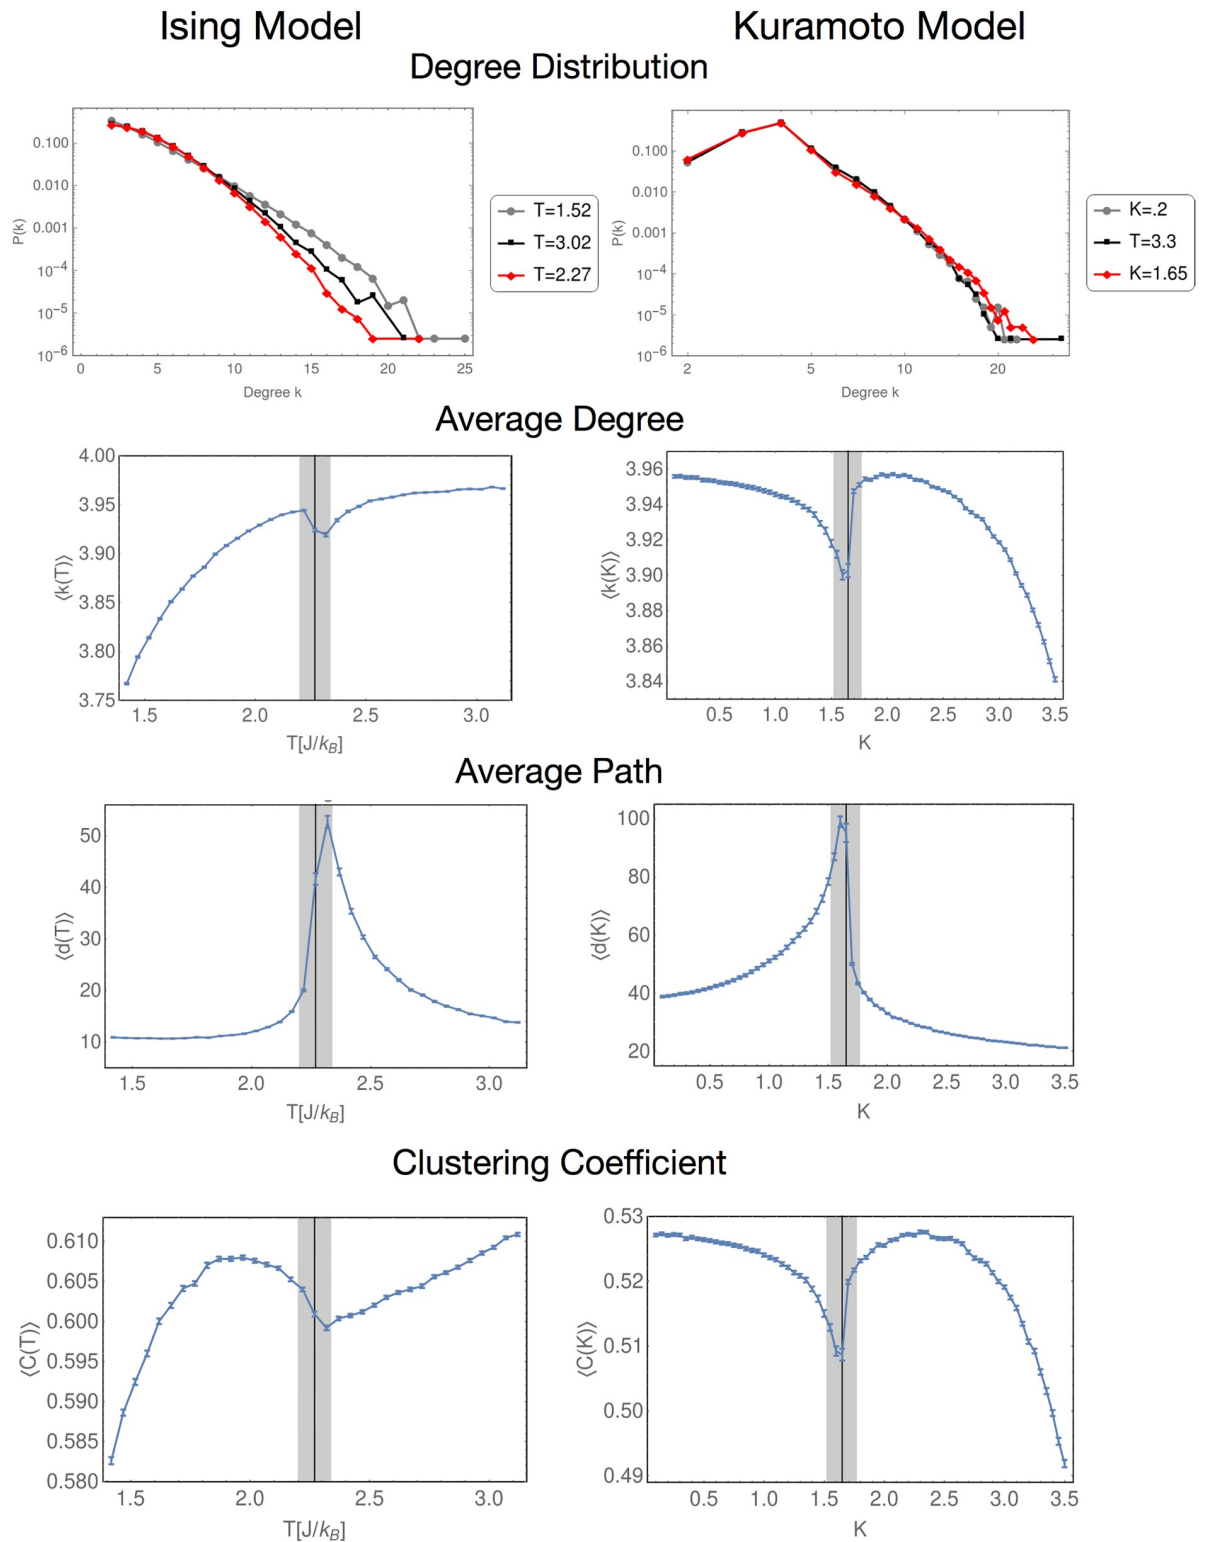 Ising Model
Kuramoto Model
Degree Distribution
P(k)
0.100
0.010
0.001
10⁻⁴
10⁻⁵
10⁻⁶
0 5 10 15 20 25
Degree k
T=1.52
T=3.02
T=2.27
P(k)
0.100
0.010
0.001
10⁻⁴
10⁻⁵
10⁻⁶
2 5 10 20
Degree k
K=.2
T=3.3
K=1.65
Average Degree
⟨k(T)⟩
4.00
3.95
3.90
3.85
3.80
3.75
1.5 2.0 2.5 3.0
T[J/k_B]
⟨k(K)⟩
3.96
3.94
3.92
3.90
3.88
3.86
3.84
0.5 1.0 1.5 2.0 2.5 3.0 3.5
K
Average Path
⟨d(T)⟩
50
40
30
20
10
1.5 2.0 2.5 3.0
T[J/k_B]
⟨d(K)⟩
100
80
60
40
20
0.5 1.0 1.5 2.0 2.5 3.0 3.5
K
Clustering Coefficient
⟨C(T)⟩
0.610
0.605
0.600
0.595
0.590
0.585
0.580
1.5 2.0 2.5 3.0
T[J/k_B]
⟨C(K)⟩
0.53
0.52
0.51
0.50
0.49
0.5 1.0 1.5 2.0 2.5 3.0 3.5
K